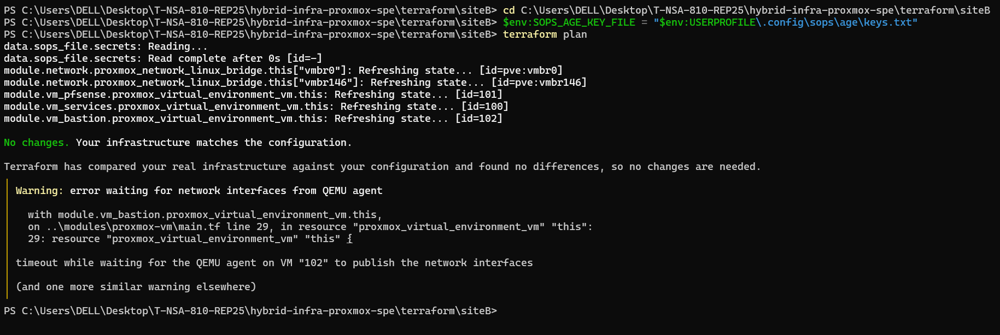 PS C:\Users\DELL\Desktop\T-NSA-810-REP25\hybrid-infra-proxmox-spe\terraform\siteB> cd C:\Users\DELL\Desktop\T-NSA-810-REP25\hybrid-infra-proxmox-spe\terraform\siteB
PS C:\Users\DELL\Desktop\T-NSA-810-REP25\hybrid-infra-proxmox-spe\terraform\siteB> $env:SOPS_AGE_KEY_FILE = "$env:USERPROFILE\.config\sops\age\keys.txt"
PS C:\Users\DELL\Desktop\T-NSA-810-REP25\hybrid-infra-proxmox-spe\terraform\siteB> terraform plan
data.sops_file.secrets: Reading...
data.sops_file.secrets: Read complete after 0s [id=-]
module.network.proxmox_network_linux_bridge.this["vmbr0"]: Refreshing state... [id=pve:vmbr0]
module.network.proxmox_network_linux_bridge.this["vmbr146"]: Refreshing state... [id=pve:vmbr146]
module.vm_pfsense.proxmox_virtual_environment_vm.this: Refreshing state... [id=101]
module.vm_services.proxmox_virtual_environment_vm.this: Refreshing state... [id=100]
module.vm_bastion.proxmox_virtual_environment_vm.this: Refreshing state... [id=102]
No changes. Your infrastructure matches the configuration.
Terraform has compared your real infrastructure against your configuration and found no differences, so no changes are needed.
Warning: error waiting for network interfaces from QEMU agent
with module.vm_bastion.proxmox_virtual_environment_vm.this,
on ..\modules\proxmox-vm\main.tf line 29, in resource "proxmox_virtual_environment_vm" "this":
29: resource "proxmox_virtual_environment_vm" "this" {
timeout while waiting for the QEMU agent on VM "102" to publish the network interfaces
(and one more similar warning elsewhere)
PS C:\Users\DELL\Desktop\T-NSA-810-REP25\hybrid-infra-proxmox-spe\terraform\siteB>